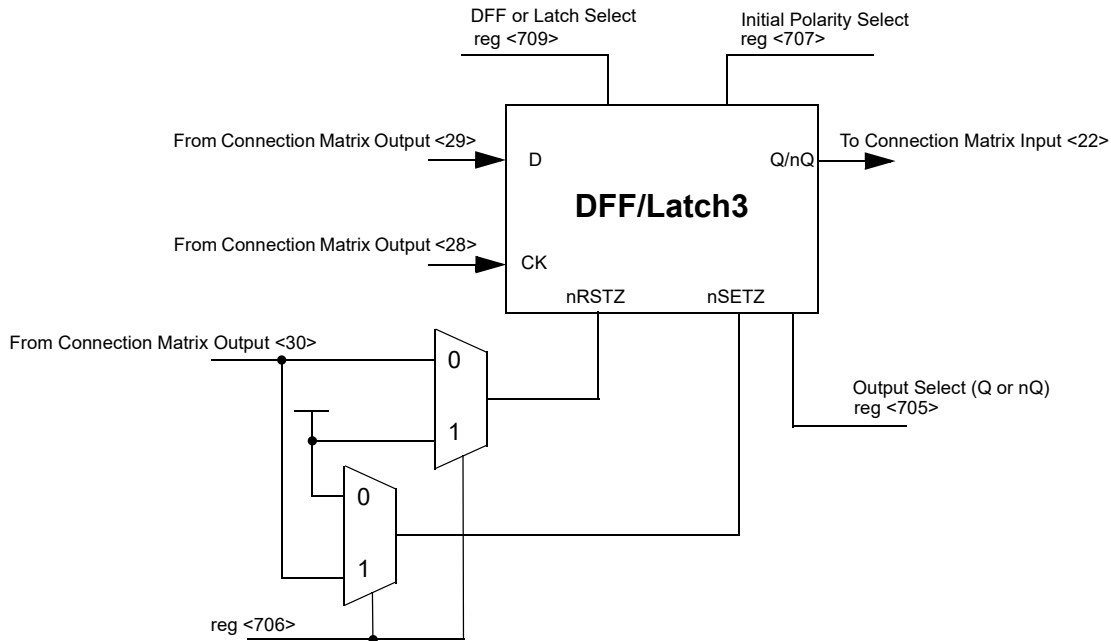 DFF or Latch Select
reg <709>
Initial Polarity Select
reg <707>
From Connection Matrix Output <29>
D
Q/nQ
To Connection Matrix Input <22>
DFF/Latch3
From Connection Matrix Output <28>
CK
nRSTZ
nSETZ
From Connection Matrix Output <30>
0
1
Output Select (Q or nQ)
reg <705>
0
1
reg <706>